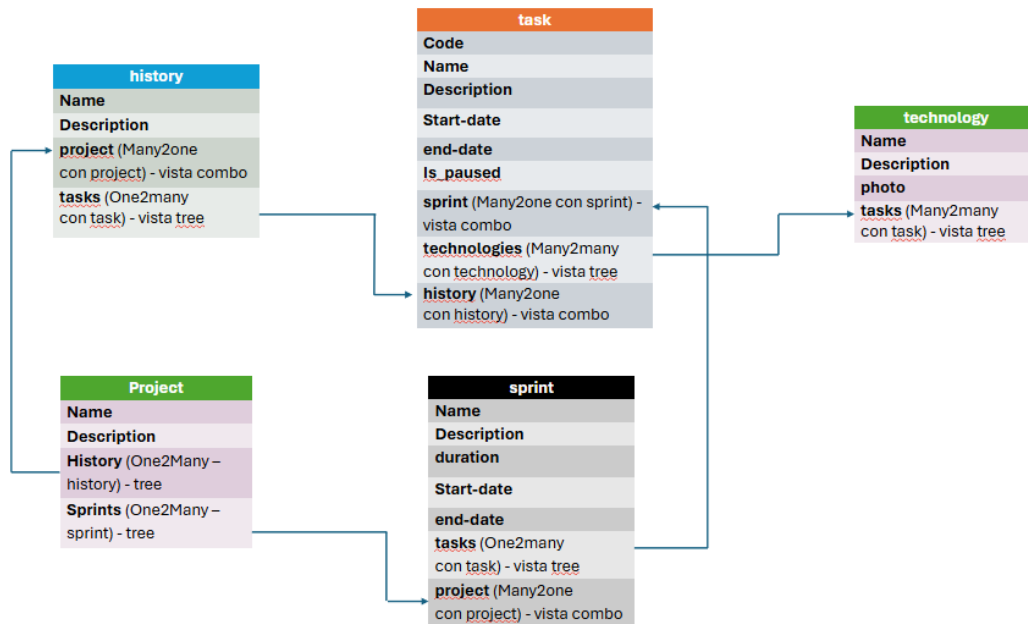 task
Code
Name
Description
Start-date
end-date
Is_paused
sprint (Many2one con sprint) -
vista combo
technologies (Many2many
con technology) - vista tree
history (Many2one
con history) - vista combo
history
Name
Description
project (Many2one
con project) - vista combo
tasks (One2many
con task) - vista tree
technology
Name
Description
photo
tasks (Many2many
con task) - vista tree
Project
Name
Description
History (One2Many –
history) - tree
Sprints (One2Many –
sprint) - tree
sprint
Name
Description
duration
Start-date
end-date
tasks (One2many
con task) - vista tree
project (Many2one
con project) - vista combo